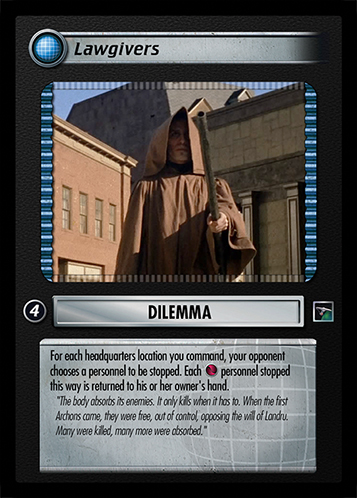 Lawgivers
4
DILEMMA
For each headquarters location you command, your opponent
chooses a personnel to be stopped. Each personnel stopped
this way is returned to his or her owner's hand.
"The body absorbs its enemies. It only kills when it has to. When the first
Archons came, they were free, out of control, opposing the will of Landru.
Many were killed, many more were absorbed."